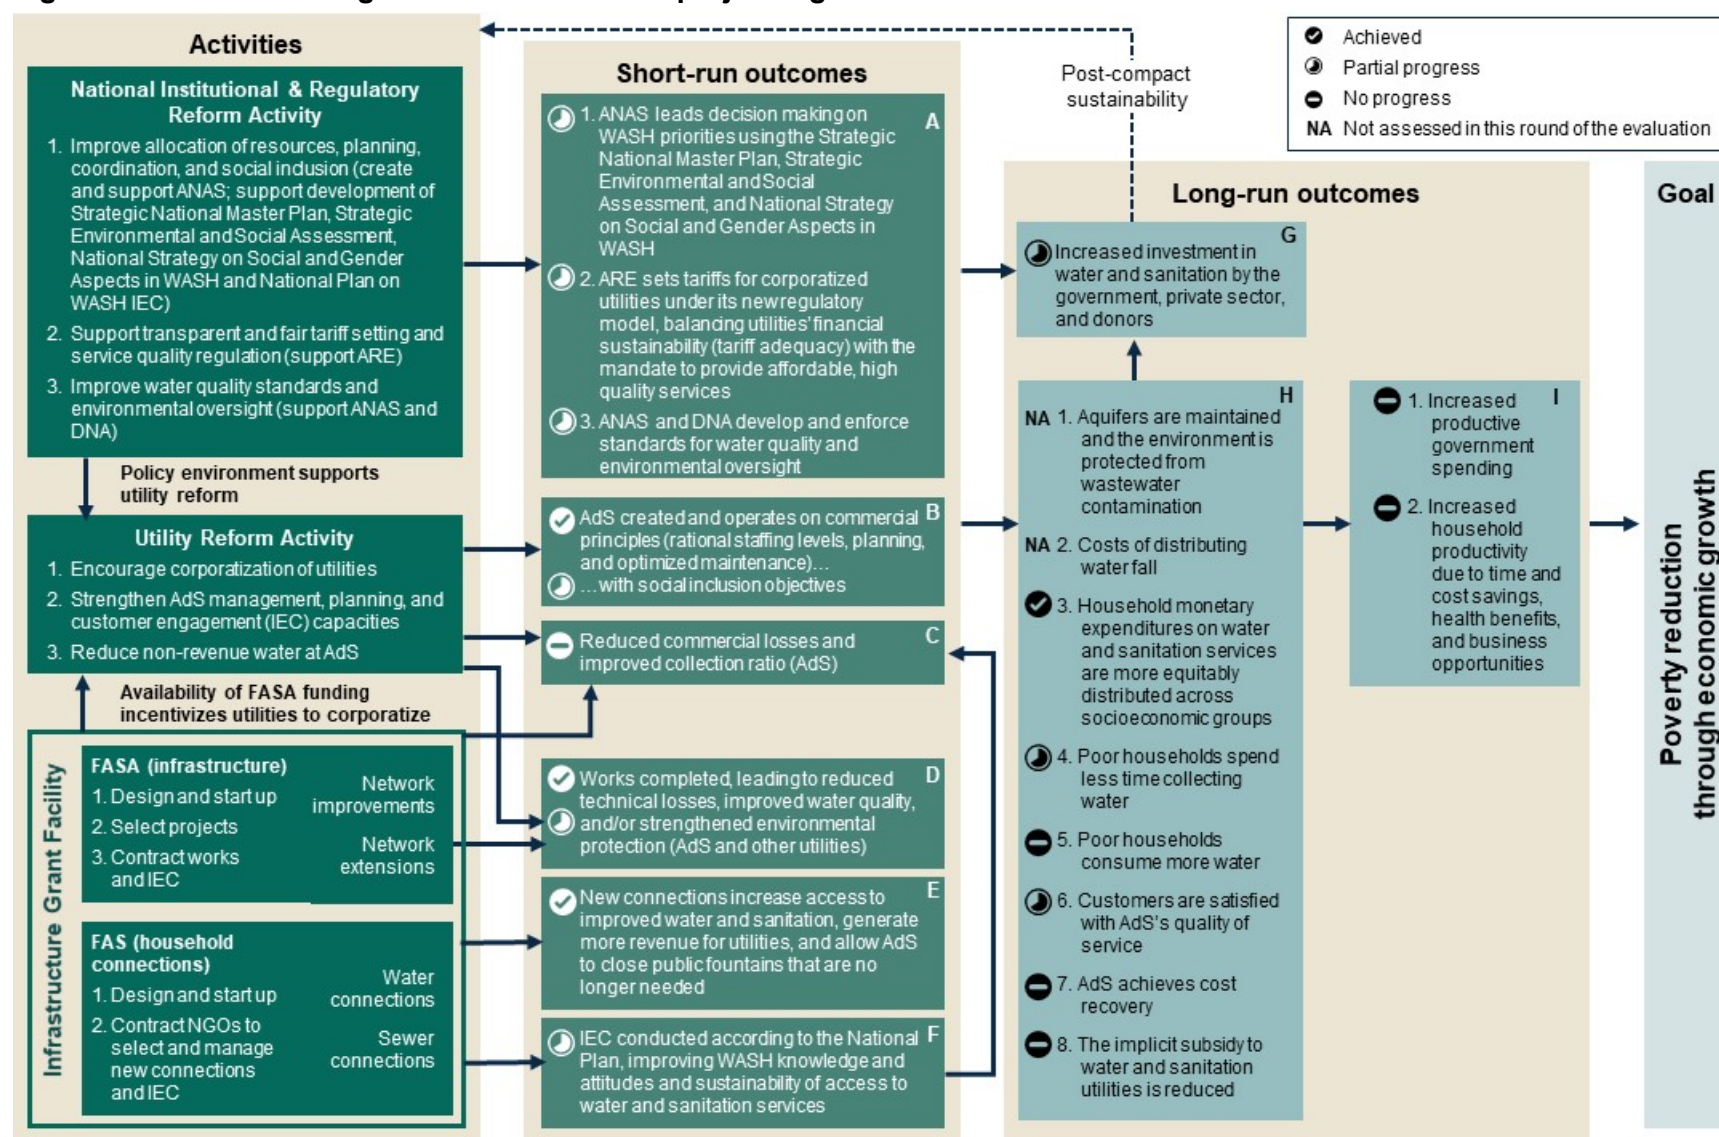 Activities
National Institutional & Regulatory
Reform Activity
1. Improve allocation of resources, planning,
coordination, and social inclusion (create
and support ANAS; support development of
Strategic National Master Plan, Strategic
Environmental and Social Assessment,
National Strategy on Social and Gender
Aspects in WASH and National Plan on
WASH IEC)
2. Support transparent and fair tariff setting and
service quality regulation (support ARE)
3. Improve water quality standards and
environmental oversight (support ANAS and
DNA)
Policy environment supports
utility reform
Utility Reform Activity
1. Encourage corporatization of utilities
2. Strengthen AdS management, planning, and
customer engagement (IEC) capacities
3. Reduce non-revenue water at AdS
Availability of FASA funding
incentivizes utilities to corporatize
Infrastructure Grant Facility
FASA (infrastructure)
1. Design and start up
2. Select projects
3. Contract works
and IEC
Network
improvements
Network
extensions
FAS (household
connections)
1. Design and start up
2. Contract NGOs to
select and manage
new connections
and IEC
Water
connections
Sewer
connections
Short-run outcomes
A
1. ANAS leads decision making on
WASH priorities using the Strategic
National Master Plan, Strategic
Environmental and Social
Assessment, and National Strategy
on Social and Gender Aspects in
WASH
2. ARE sets tariffs for corporatized
utilities under its new regulatory
model, balancing utilities' financial
sustainability (tariff adequacy) with the
mandate to provide affordable, high
quality services
3. ANAS and DNA develop and enforce
standards for water quality and
environmental oversight
B
AdS created and operates on commercial
principles (rational staffing levels, planning,
and optimized maintenance)…
…with social inclusion objectives
C
Reduced commercial losses and
improved collection ratio (AdS)
D
Works completed, leading to reduced
technical losses, improved water quality,
and/or strengthened environmental
protection (AdS and other utilities)
E
New connections increase access to
improved water and sanitation, generate
more revenue for utilities, and allow AdS
to close public fountains that are no
longer needed
F
IEC conducted according to the National
Plan, improving WASH knowledge and
attitudes and sustainability of access to
water and sanitation services
Post-compact
sustainability
Achieved
Partial progress
No progress
NA Not assessed in this round of the evaluation
Long-run outcomes
G
Increased investment in
water and sanitation by the
government, private sector,
and donors
H
NA 1. Aquifers are maintained
and the environment is
protected from
wastewater
contamination
NA 2. Costs of distributing
water fall
3. Household monetary
expenditures on water
and sanitation services
are more equitably
distributed across
socioeconomic groups
4. Poor households spend
less time collecting
water
5. Poor households
consume more water
6. Customers are satisfied
with AdS's quality of
service
7. AdS achieves cost
recovery
8. The implicit subsidy to
water and sanitation
utilities is reduced
I
1. Increased
productive
government
spending
2. Increased
household
productivity
due to time and
cost savings,
health benefits,
and business
opportunities
Goal
Poverty reduction
through economic growth